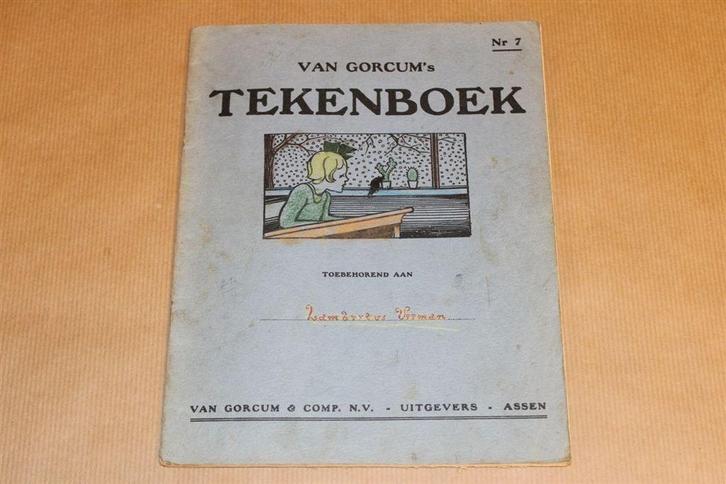 Nr 7
VAN GORCUM's
TEKENBOEK
TOEBEHOREND AAN
VAN GORCUM & COMP. N.V. - UITGEVERS - ASSEN